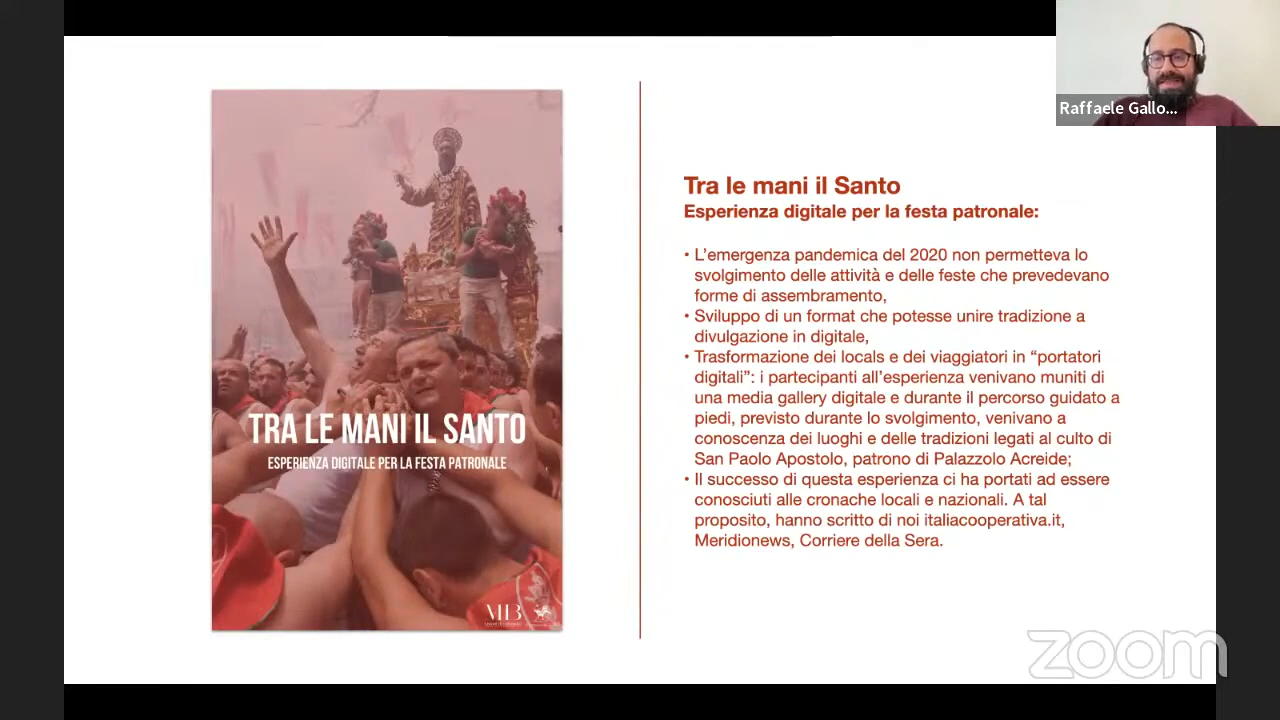 Raffaele Gallo...
Tra le mani il Santo
Esperienza digitale per la festa patronale:
• L’emergenza pandemica del 2020 non permetteva lo
svolgimento delle attività e delle feste che prevedevano
forme di assembramento,
• Sviluppo di un format che potesse unire tradizione a
divulgazione in digitale,
• Trasformazione dei locals e dei viaggiatori in “portatori
digitali”: i partecipanti all’esperienza venivano muniti di
una media gallery digitale e durante il percorso guidato a
piedi, previsto durante lo svolgimento, venivano a
conoscenza dei luoghi e delle tradizioni legati al culto di
San Paolo Apostolo, patrono di Palazzolo Acreide;
• Il successo di questa esperienza ci ha portati ad essere
conosciuti alle cronache locali e nazionali. A tal
proposito, hanno scritto di noi italiacooperativa.it,
Meridionews, Corriere della Sera.
TRA LE MANI IL SANTO
ESPERIENZA DIGITALE PER LA FESTA PATRONALE
MB
zoom